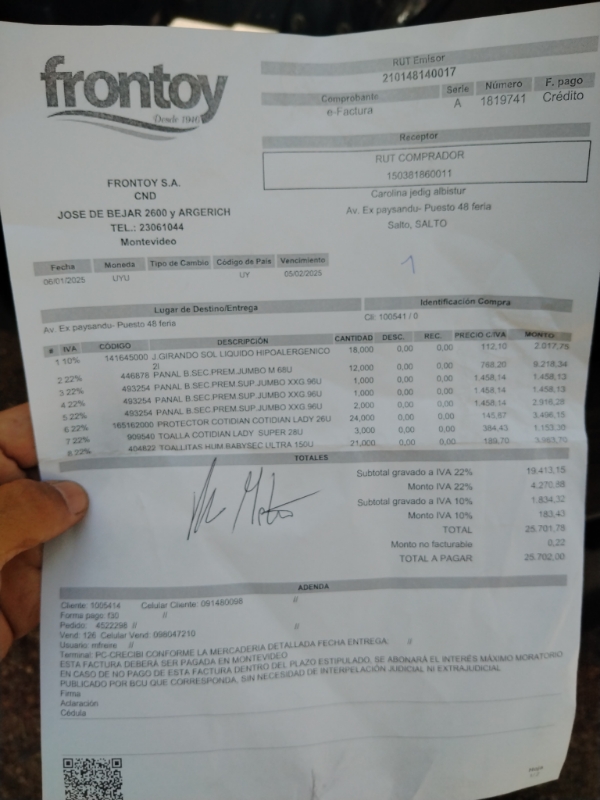 frontoy
Desde 1946
RUT Emisor
210148140017
Comprobante Serie Número F. pago
e-Factura A 1819741 Crédito
Receptor
RUT COMPRADOR
150381860011
Carolina jedig albistur
Av. Ex paysandu- Puesto 48 feria
Salto, SALTO
FRONTOY S.A.
CND
JOSE DE BEJAR 2600 y ARGERICH
TEL.: 23061044
Montevideo
1
Fecha Moneda Tipo de Cambio Código de País Vencimiento
06/01/2025 UYU UY 05/02/2025
Lugar de Destino/Entrega Identificación Compra
Av. Ex paysandu- Puesto 48 feria Cli: 100541 / 0
# IVA CÓDIGO DESCRIPCIÓN CANTIDAD DESC. REC. PRECIO C/IVA MONTO
1 10% 141645000 J.GIRANDO SOL LIQUIDO HIPOALERGENICO 2l 18,000 0,00 0,00 112,10 2.017,75
2 22% 446878 PANAL B.SEC.PREM.JUMBO M 68U 12,000 0,00 0,00 768,20 9.218,34
3 22% 493254 PANAL B.SEC.PREM.SUP.JUMBO XXG 96U 1,000 0,00 0,00 1.458,14 1.458,13
4 22% 493254 PANAL B.SEC.PREM.SUP.JUMBO XXG 96U 1,000 0,00 0,00 1.458,14 1.458,13
5 22% 493254 PANAL B.SEC.PREM.SUP.JUMBO XXG. 96U 2,000 0,00 0,00 1.458,14 2.916,28
6 22% 165162000 PROTECTOR COTIDIAN COTIDIAN LADY 26U 24,000 0,00 0,00 145,67 3.496,15
7 22% 909540 TOALLA COTIDIAN LADY SUPER 28U 3,000 0,00 0,00 384,43 1.153,30
8 22% 404822 TOALLITAS HUM.BABYSEC ULTRA 150U 21,000 0,00 0,00 189,70 3.983,70
TOTALES
Subtotal gravado a IVA 22% 19.413,15
Monto IVA 22% 4.270,88
Subtotal gravado a IVA 10% 1.834,32
Monto IVA 10% 183,43
TOTAL 25.701,78
Monto no facturable 0,22
TOTAL A PAGAR: 25.702,00
ADENDA
Cliente: 1005414 Celular Cliente: 091480098 //
Forma pago: f30 //
Pedido: 4522298 // //
Vend: 126 Celular Vend: 098047210
Usuario: mfreire // //
Terminal: PC-CRECIBI CONFORME LA MERCADERIA DETALLADA FECHA ENTREGA:
ESTA FACTURA DEBERÁ SER PAGADA EN MONTEVIDEO
EN CASO DE NO PAGO DE ESTA FACTURA DENTRO DEL PLAZO ESTIPULADO, SE ABONARÁ EL INTERÉS MÁXIMO MORATORIO
PUBLICADO POR BCU QUE CORRESPONDA, SIN NECESIDAD DE INTERPELACIÓN JUDICIAL NI EXTRAJUDICIAL
Firma
Aclaración
Cédula